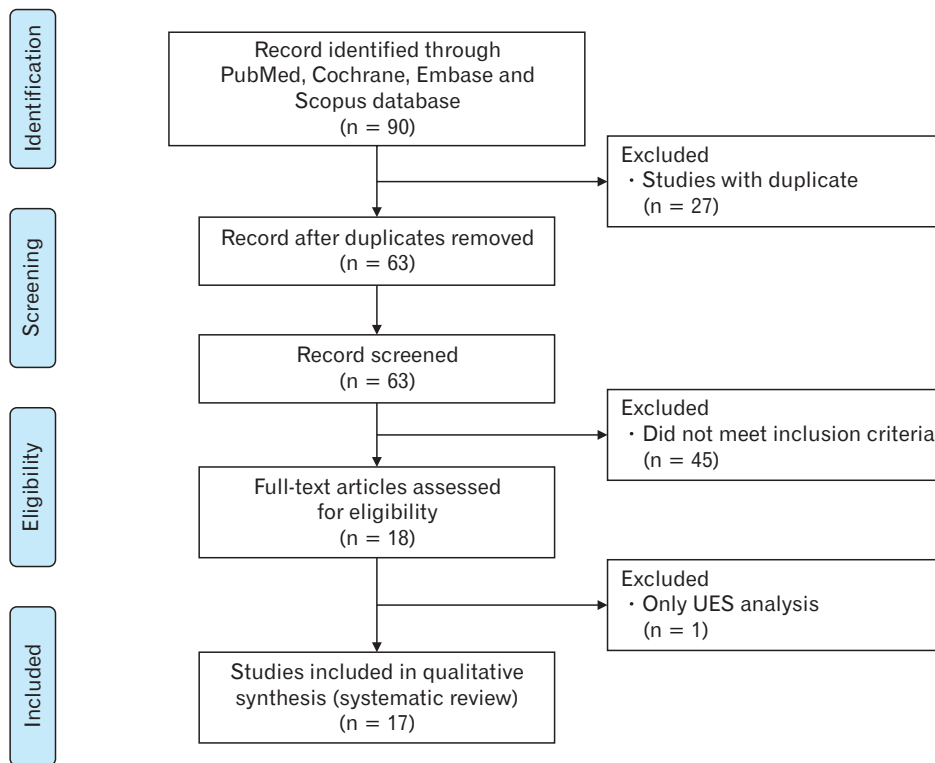 Identification
Record identified through
PubMed, Cochrane, Embase and
Scopus database
(n = 90)
Excluded
· Studies with duplicate
(n = 27)
Screening
Record after duplicates removed
(n = 63)
Record screened
(n = 63)
Excluded
· Did not meet inclusion criteria
(n = 45)
Eligibility
Full-text articles assessed
for eligibility
(n = 18)
Excluded
· Only UES analysis
(n = 1)
Included
Studies included in qualitative
synthesis (systematic review)
(n = 17)